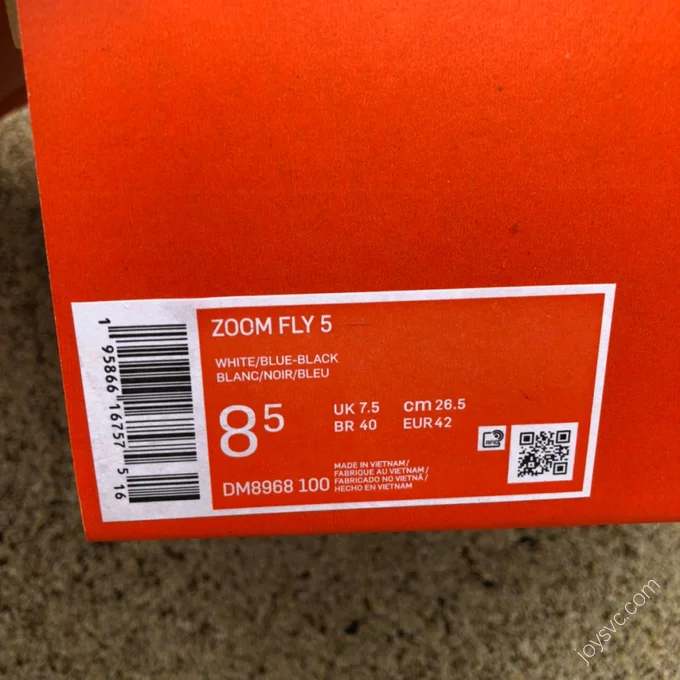 ZOOM FLY 5
WHITE/BLUE-BLACK
BLANC/NOIR/BLEU
8 5
UK 7.5 cm 26.5
BR 40 EUR 42
DM8968 100
MADE IN VIETNAM/
FABRIQUE AU VIETNAM/
FABRICADO NO VIETNÃ/
HECHO EN VIETNAM
1 95866 16757 5 16
RFID
joysvc.com